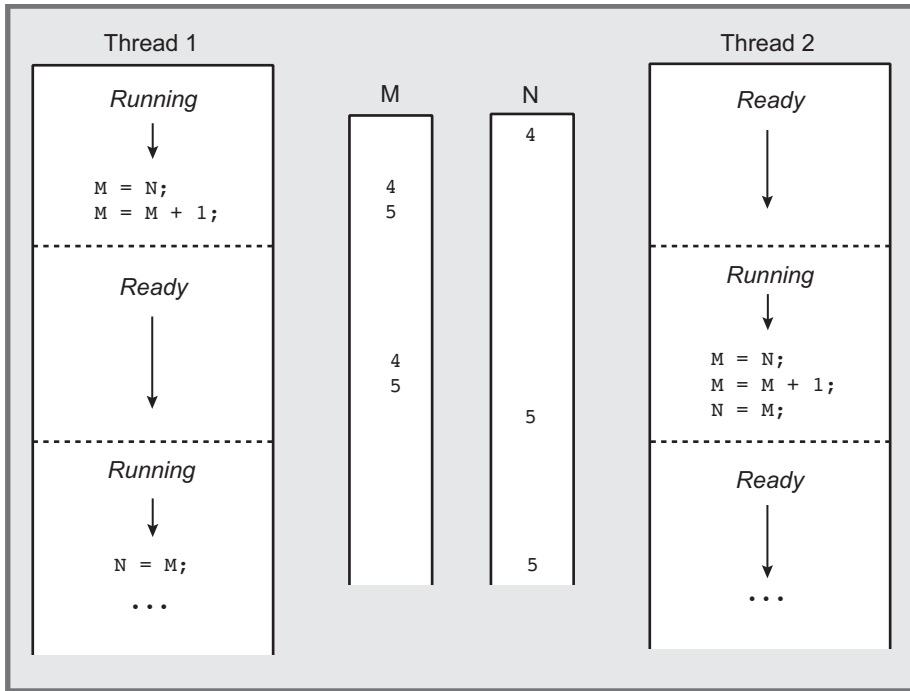 Thread 1
Running
M = N;
M = M + 1;
Ready
Running
N = M;
...
M
4
5
4
5
N
4
5
5
Thread 2
Ready
Running
M = N;
M = M + 1;
N = M;
Ready
...